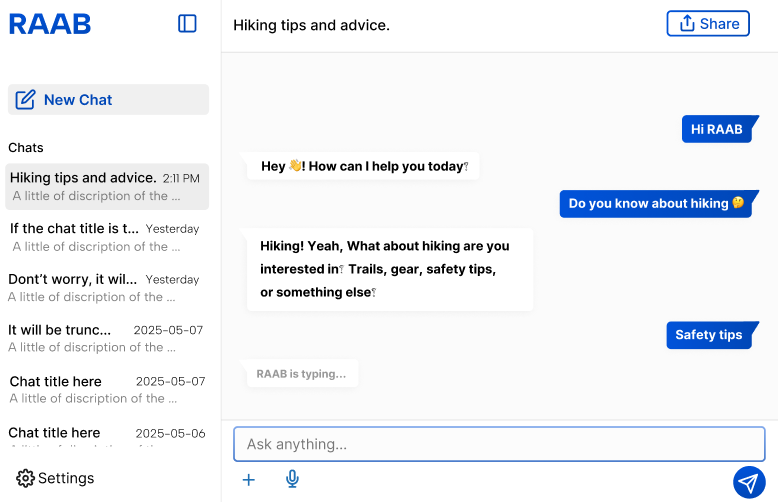 RAAB
Hiking tips and advice.
Share
New Chat
Chats
Hiking tips and advice. 2:11 PM
A little of discription of the ...
If the chat title is t... Yesterday
A little of discription of the ...
Dont’t worry, it wil... Yesterday
A little of discription of the ...
It will be trunc... 2025-05-07
A little of discription of the ...
Chat title here 2025-05-07
A little of discription of the ...
Chat title here 2025-05-06
Settings
Hi RAAB
Hey 👋! How can I help you today⸮
Do you know about hiking 🤔
Hiking! Yeah, What about hiking are you
interested in⸮ Trails, gear, safety tips,
or something else⸮
Safety tips
RAAB is typing...
Ask anything...